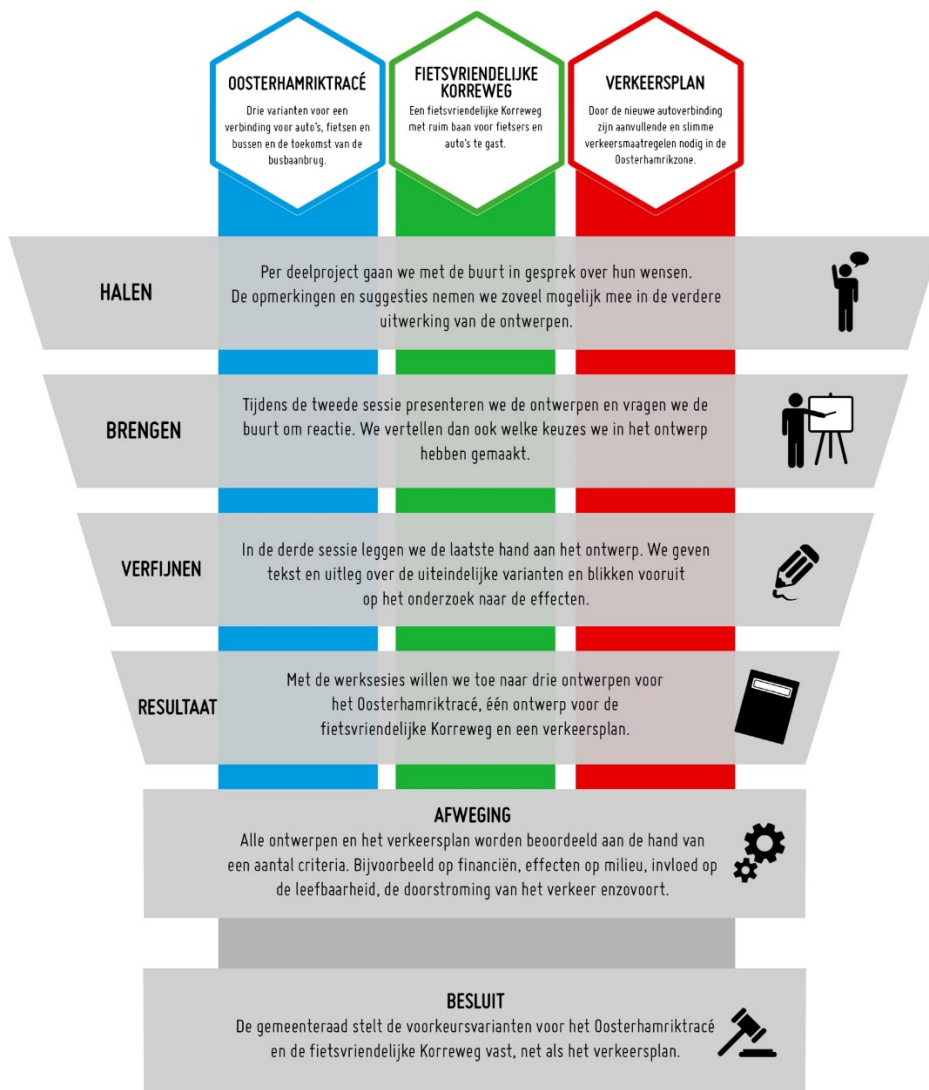 OOSTERHAMRIKTRACÉ
Drie varianten voor een
verbinding voor auto's, fietsen en
bussen en de toekomst van de
busbaanbrug.
FIETSVRIENDELIJKE
KORREWEG
Een fietsvriendelijke Korreweg
met ruim baan voor fietsers en
auto's te gast.
VERKEERSPLAN
Door de nieuwe autoverbinding
zijn aanvullende en slimme
verkeersmaatregelen nodig in de
Oosterhamrikzone.
HALEN
Per deelproject gaan we met de buurt in gesprek over hun wensen.
De opmerkingen en suggesties nemen we zoveel mogelijk mee in de verdere
uitwerking van de ontwerpen.
BRENGEN
Tijdens de tweede sessie presenteren we de ontwerpen en vragen we de
buurt om reactie. We vertellen dan ook welke keuzes we in het ontwerp
hebben gemaakt.
VERFIJNEN
In de derde sessie leggen we de laatste hand aan het ontwerp. We geven
tekst en uitleg over de uiteindelijke varianten en blikken vooruit
op het onderzoek naar de effecten.
RESULTAAT
Met de werksesies willen we toe naar drie ontwerpen voor
het Oosterhamriktracé, één ontwerp voor de
fietsvriendelijke Korreweg en een verkeersplan.
AFWEGING
Alle ontwerpen en het verkeersplan worden beoordeeld aan de hand van
een aantal criteria. Bijvoorbeeld op financiën, effecten op milieu, invloed op
de leefbaarheid, de doorstroming van het verkeer enzovoort.
BESLUIT
De gemeenteraad stelt de voorkeursvarianten voor het Oosterhamriktracé
en de fietsvriendelijke Korreweg vast, net als het verkeersplan.